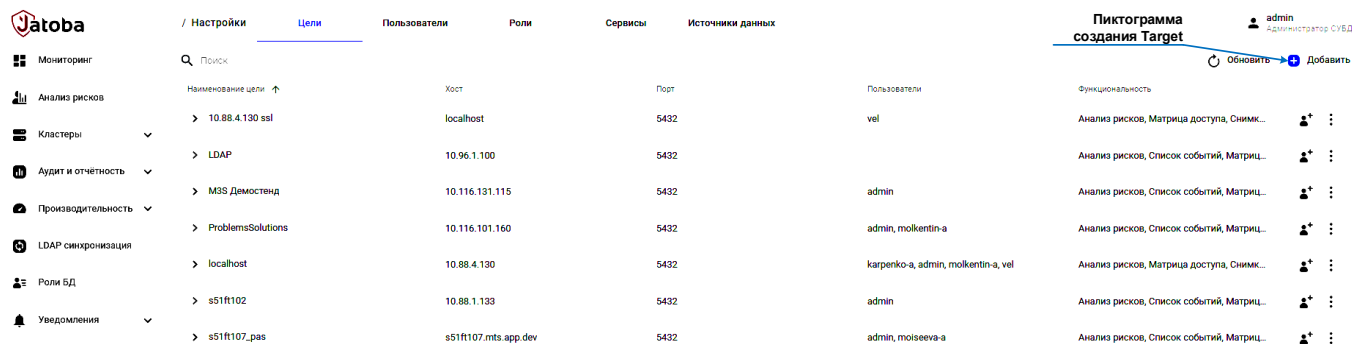 Jatoba
/ Настройки Цели Пользователи Роли Сервисы Источники данных
Пиктограмма
создания Target
admin
Администратор СУБД
Мониторинг
Анализ рисков
Кластеры
Аудит и отчётность
Производительность
LDAP синхронизация
Роли БД
Уведомления
Поиск
Обновить Добавить
Наименование цели Хост Порт Пользователи Функциональность
10.88.4.130 ssl localhost 5432 vel Анализ рисков, Матрица доступа, Снимк...
LDAP 10.96.1.100 5432 Анализ рисков, Список событий, Матриц...
M3S Демостенд 10.116.131.115 5432 admin Анализ рисков, Список событий, Матриц...
ProblemsSolutions 10.116.101.160 5432 admin, molkentin-a Анализ рисков, Список событий, Матриц...
localhost 10.88.4.130 5432 karpenko-a, admin, molkentin-a, vel Анализ рисков, Матрица доступа, Снимк...
s51ft102 10.88.1.133 5432 admin Анализ рисков, Список событий, Матриц...
s51ft107_pas s51ft107.mts.app.dev 5432 admin, moiseeva-a Анализ рисков, Список событий, Матриц...